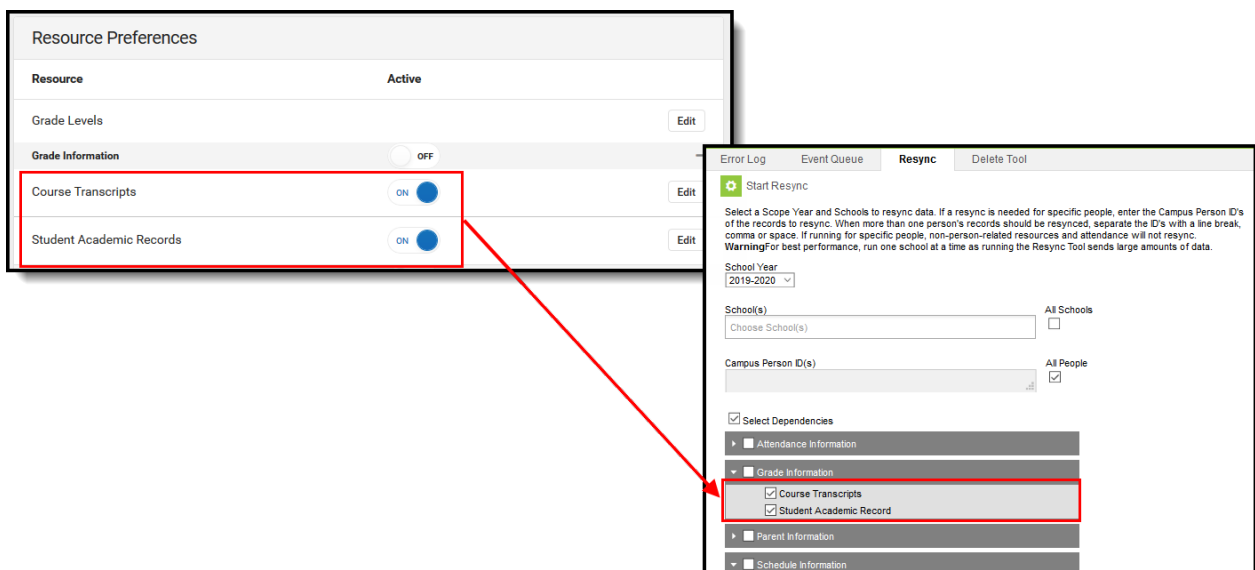 Resource Preferences
Resource Active
Grade Levels Edit
Grade Information OFF
Course Transcripts ON Edit
Student Academic Records ON Edit
Error Log Event Queue Resync Delete Tool
Start Resync
Select a Scope Year and Schools to resync data. If a resync is needed for specific people, enter the Campus Person ID's
of the records to resync. When more than one person's records should be resynced, separate the ID's with a line break,
comma or space. If running for specific people, non-person-related resources and attendance will not resync.
WarningFor best performance, run one school at a time as running the Resync Tool sends large amounts of data.
School Year
2019-2020
School(s) All Schools
Choose School(s)
Campus Person ID(s) All People
Select Dependencies
Attendance Information
Grade Information
Course Transcripts
Student Academic Record
Parent Information
Schedule Information